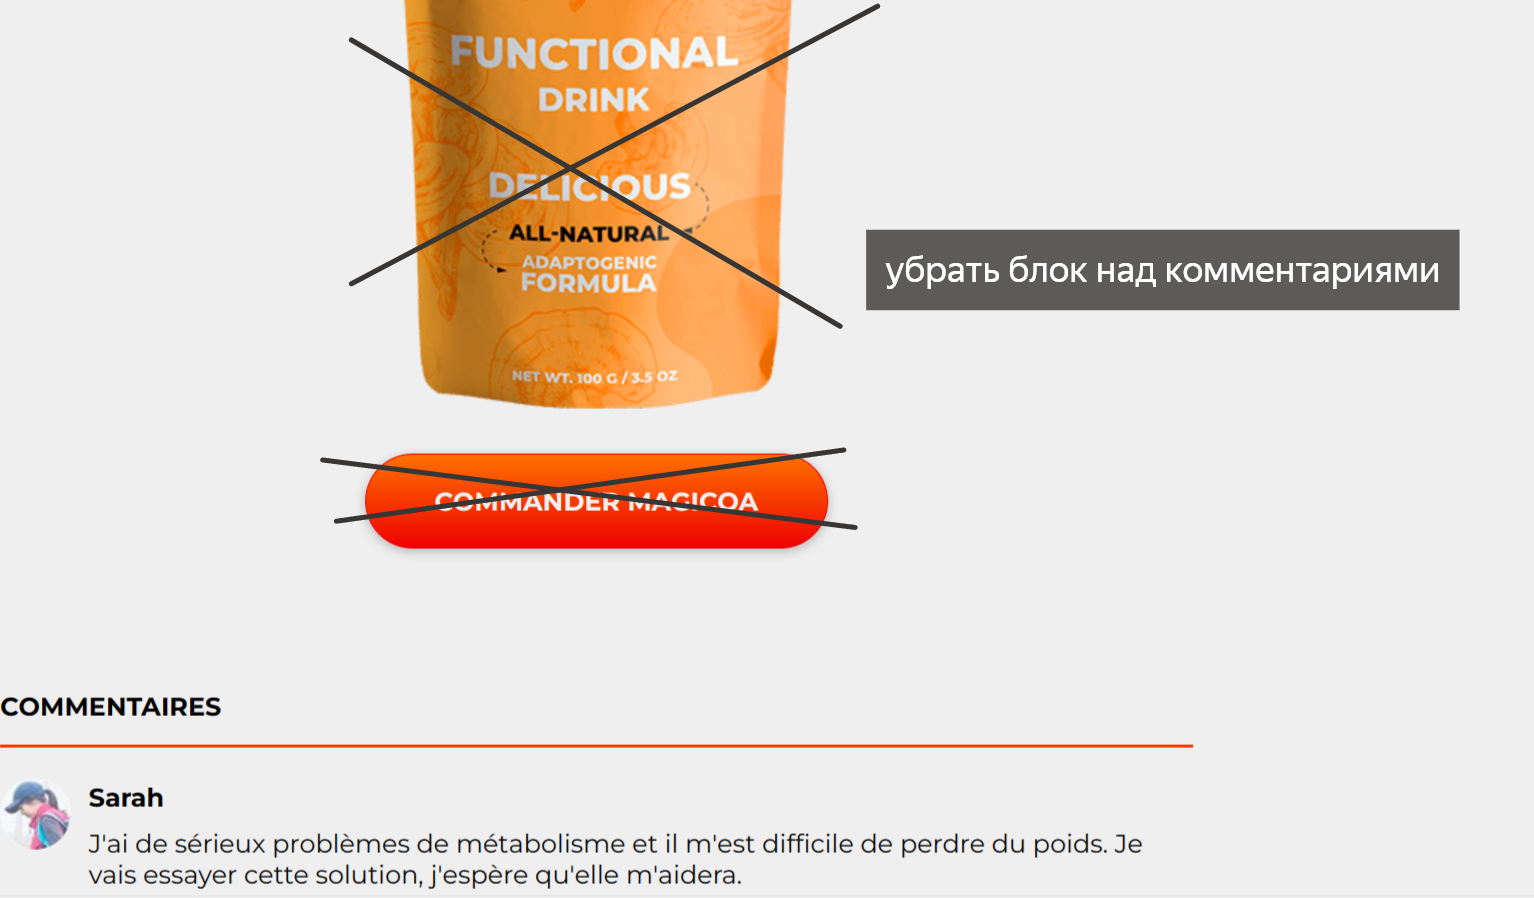 FUNCTIONAL
DRINK
DELICIOUS
ALL-NATURAL
ADAPTOGENIC
FORMULA
убрать блок над комментариями
NET WT. 100 G / 3.5 OZ
COMMANDER MAGICOA
COMMENTAIRES
Sarah
J'ai de sérieux problèmes de métabolisme et il m'est difficile de perdre du poids. Je
vais essayer cette solution, j'espère qu'elle m'aidera.